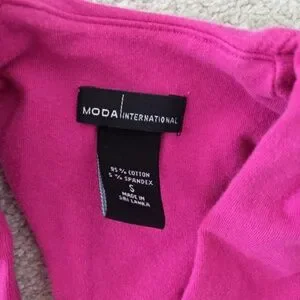 MODA INTERNATIONAL
95% COTTON
5% SPANDEX
S
MADE IN
SRI LANKA